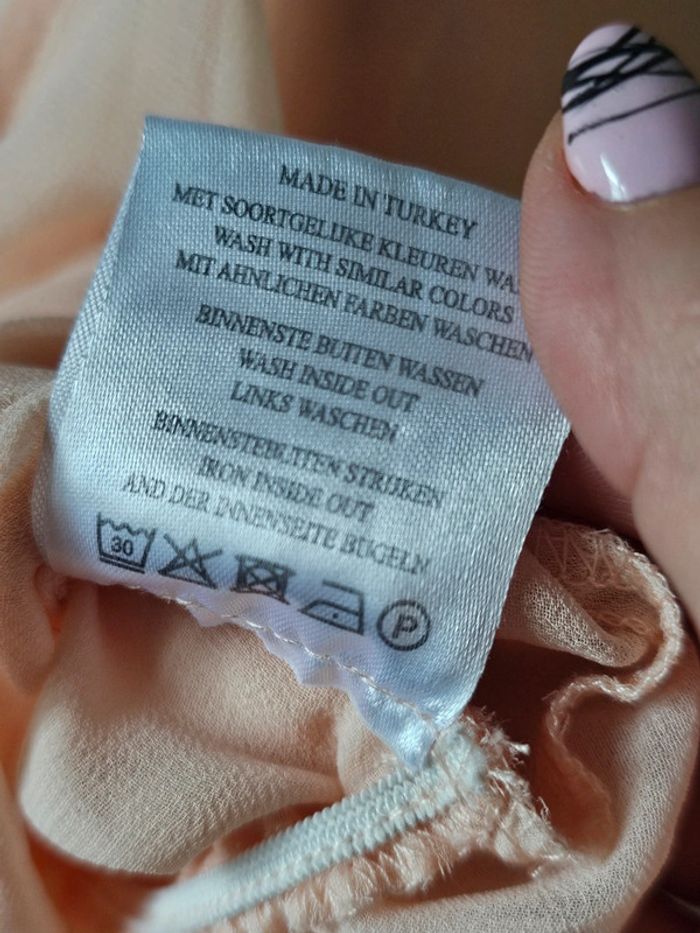 MADE IN TURKEY
MET SOORTGELIJKE KLEUREN WA
WASH WITH SIMILAR COLORS
MIT AHNLICHEN FARBEN WASCHEN
BINNENSTE BUITEN WASSEN
WASH INSIDE OUT
LINKS WASCHEN
BINNENSTEBUITEN STRIJKEN
IRON INSIDE OUT
AND DER INNENSEITE BUGELN
30
P